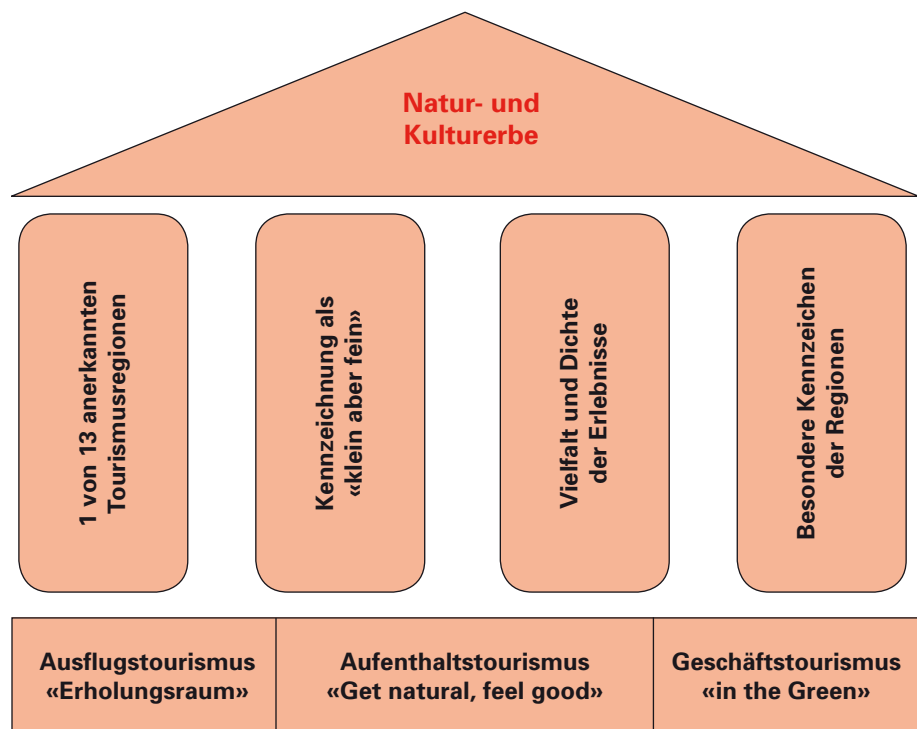 Natur- und
Kulturerbe
1 von 13 anerkannten
Tourismusregionen
Kennzeichnung als
«klein aber fein»
Vielfalt und Dichte
der Erlebnisse
Besondere Kennzeichen
der Regionen
Ausflugstourismus
«Erholungsraum»
Aufenthaltstourismus
«Get natural, feel good»
Geschäftstourismus
«in the Green»